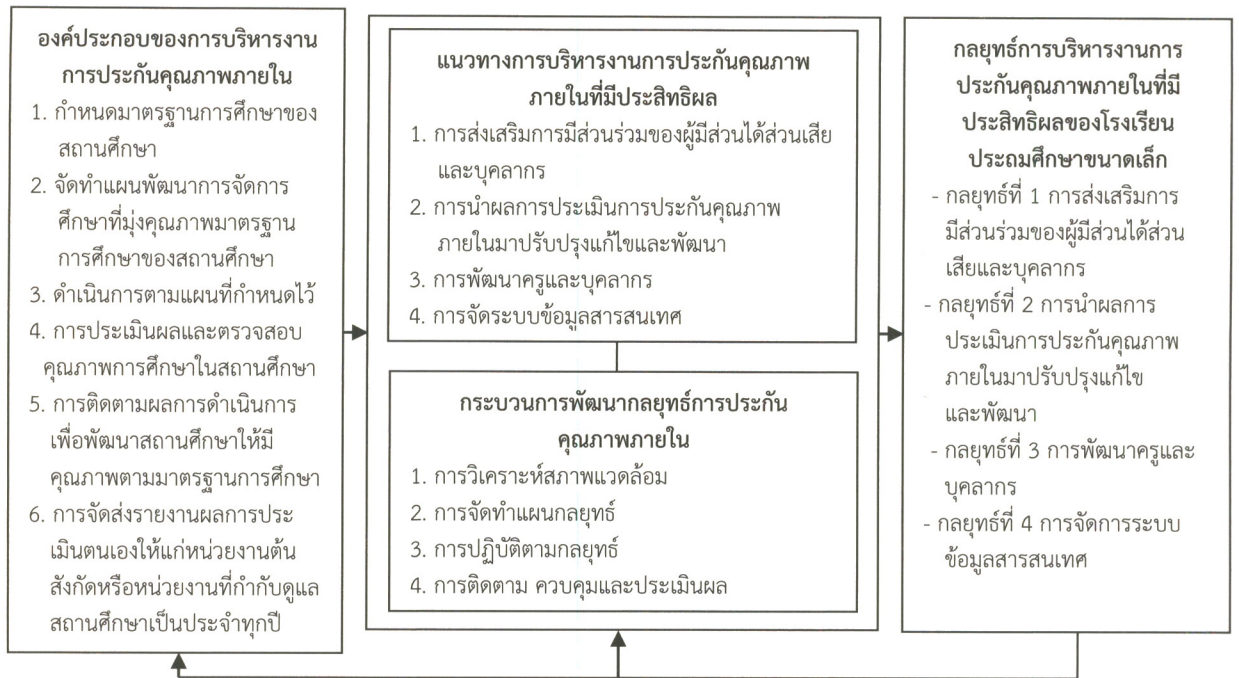 องค์ประกอบของการบริหารงาน
การประกันคุณภาพภายใน
1. กำหนดมาตรฐานการศึกษาของ
สถานศึกษา
2. จัดทำแผนพัฒนาการจัดการ
ศึกษาที่มุ่งคุณภาพมาตรฐาน
การศึกษาของสถานศึกษา
3. ดำเนินการตามแผนที่กำหนดไว้
4. การประเมินผลและตรวจสอบ
คุณภาพการศึกษาในสถานศึกษา
5. การติดตามผลการดำเนินการ
เพื่อพัฒนาสถานศึกษาให้มี
คุณภาพตามมาตรฐานการศึกษา
6. การจัดส่งรายงานผลการประ
เมินตนเองให้แก่หน่วยงานต้น
สังกัดหรือหน่วยงานที่กำกับดูแล
สถานศึกษาเป็นประจำทุกปี
แนวทางการบริหารงานการประกันคุณภาพ
ภายในที่มีประสิทธิผล
1. การส่งเสริมการมีส่วนร่วมของผู้มีส่วนได้ส่วนเสีย
และบุคลากร
2. การนำผลการประเมินการประกันคุณภาพ
ภายในมาปรับปรุงแก้ไขและพัฒนา
3. การพัฒนาครูและบุคลากร
4. การจัดระบบข้อมูลสารสนเทศ
กระบวนการพัฒนากลยุทธ์การประกัน
คุณภาพภายใน
1. การวิเคราะห์สภาพแวดล้อม
2. การจัดทำแผนกลยุทธ์
3. การปฏิบัติตามกลยุทธ์
4. การติดตาม ควบคุมและประเมินผล
กลยุทธ์การบริหารงานการ
ประกันคุณภาพภายในที่มี
ประสิทธิผลของโรงเรียน
ประถมศึกษาขนาดเล็ก
- กลยุทธ์ที่ 1 การส่งเสริมการ
มีส่วนร่วมของผู้มีส่วนได้ส่วน
เสียและบุคลากร
- กลยุทธ์ที่ 2 การนำผลการ
ประเมินการประกันคุณภาพ
ภายในมาปรับปรุงแก้ไข
และพัฒนา
- กลยุทธ์ที่ 3 การพัฒนาครูและ
บุคลากร
- กลยุทธ์ที่ 4 การจัดการระบบ
ข้อมูลสารสนเทศ